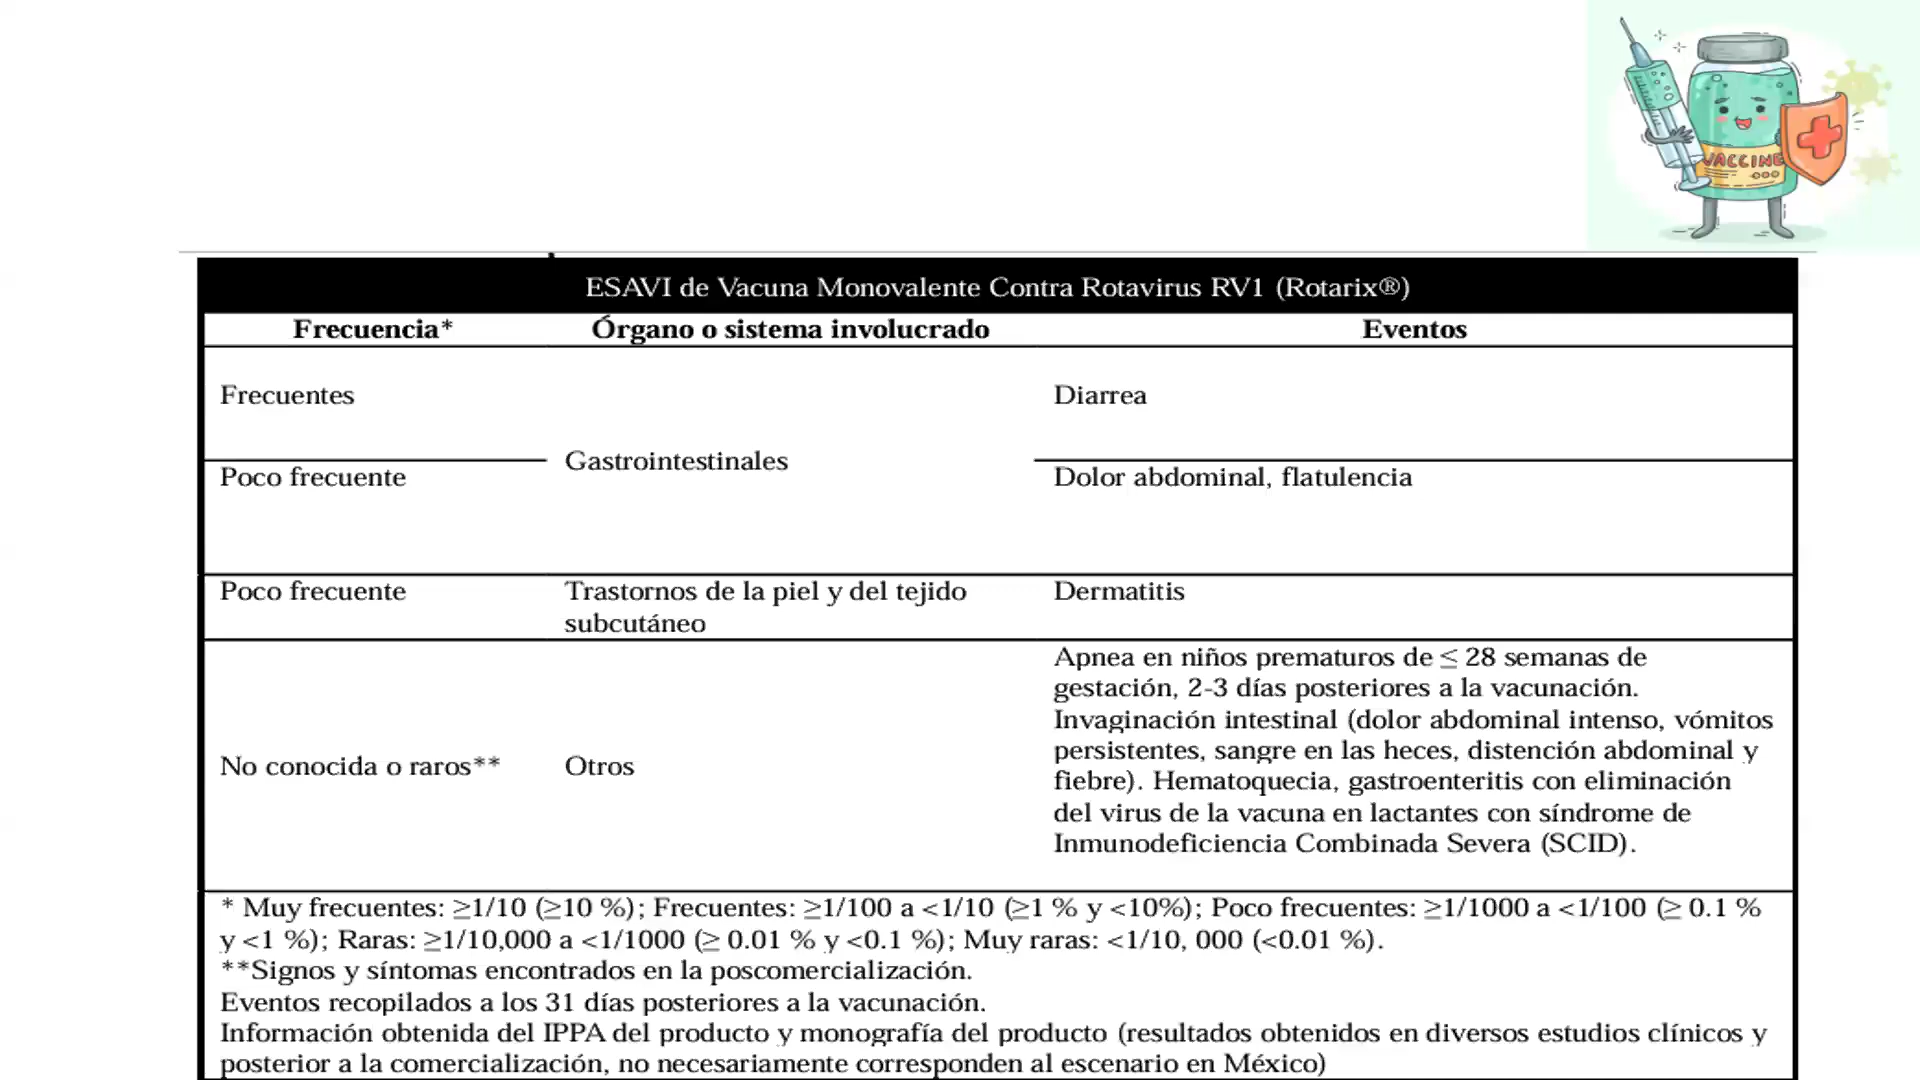 VACCINE
ESAVI de Vacuna Monovalente Contra Rotavirus RV1 (Rotarix®)
Frecuencia* Órgano o sistema involucrado Eventos
Frecuentes Diarrea
Gastrointestinales
Poco frecuente Dolor abdominal, flatulencia
Poco frecuente Trastornos de la piel y del tejido Dermatitis
subcutáneo
Apnea en niños prematuros de ≤ 28 semanas de
gestación, 2-3 días posteriores a la vacunación.
Invaginación intestinal (dolor abdominal intenso, vómitos
persistentes, sangre en las heces, distención abdominal y
No conocida o raros** Otros
fiebre). Hematoquecia, gastroenteritis con eliminación
del virus de la vacuna en lactantes con síndrome de
Inmunodeficiencia Combinada Severa (SCID).
* Muy frecuentes: ≥1/10 (≥10 %); Frecuentes: ≥1/100 a <1/10 (≥1 % y <10%); Poco frecuentes: ≥1/1000 a <1/100 (≥ 0.1 %
y <1 %); Raras: ≥1/10,000 a <1/1000 (≥ 0.01 % y <0.1 %); Muy raras: <1/10, 000 (<0.01 %).
**Signos y síntomas encontrados en la poscomercialización.
Eventos recopilados a los 31 días posteriores a la vacunación.
Información obtenida del IPPA del producto y monografía del producto (resultados obtenidos en diversos estudios clínicos y
posterior a la comercialización, no necesariamente corresponden al escenario en México)